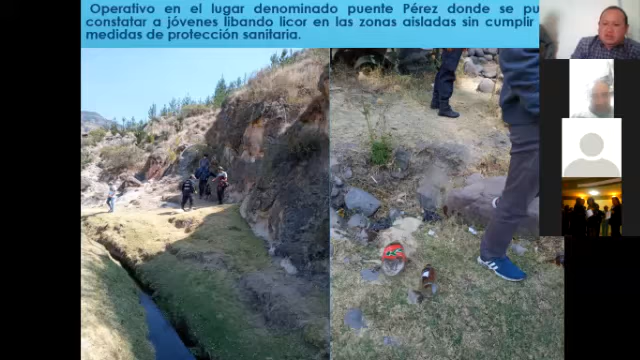 Operativo en el lugar denominado puente Pérez donde se pu
constatar a jóvenes libando licor en las zonas aisladas sin cumplir
medidas de protección sanitaria.